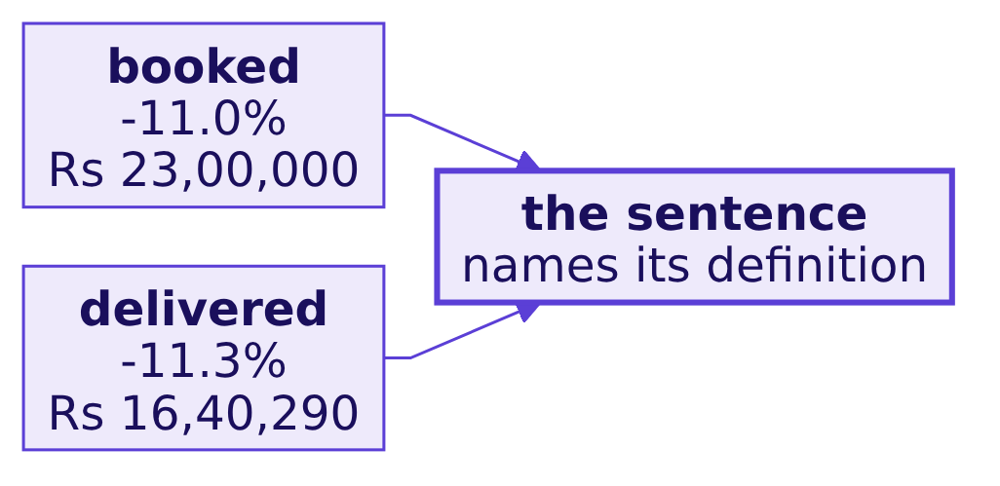 booked
-11.0%
Rs 23,00,000
delivered
-11.3%
Rs 16,40,290
the sentence
names its definition